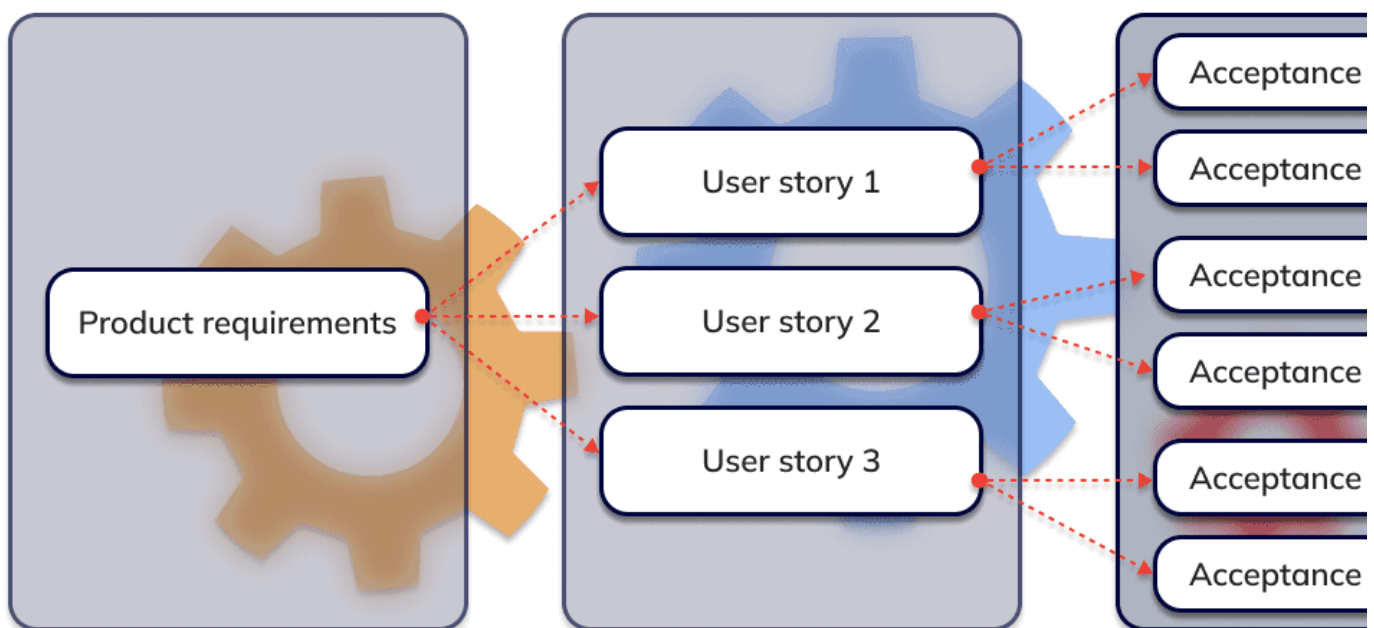 Product requirements
User story 1
User story 2
User story 3
Acceptance
Acceptance
Acceptance
Acceptance
Acceptance
Acceptance